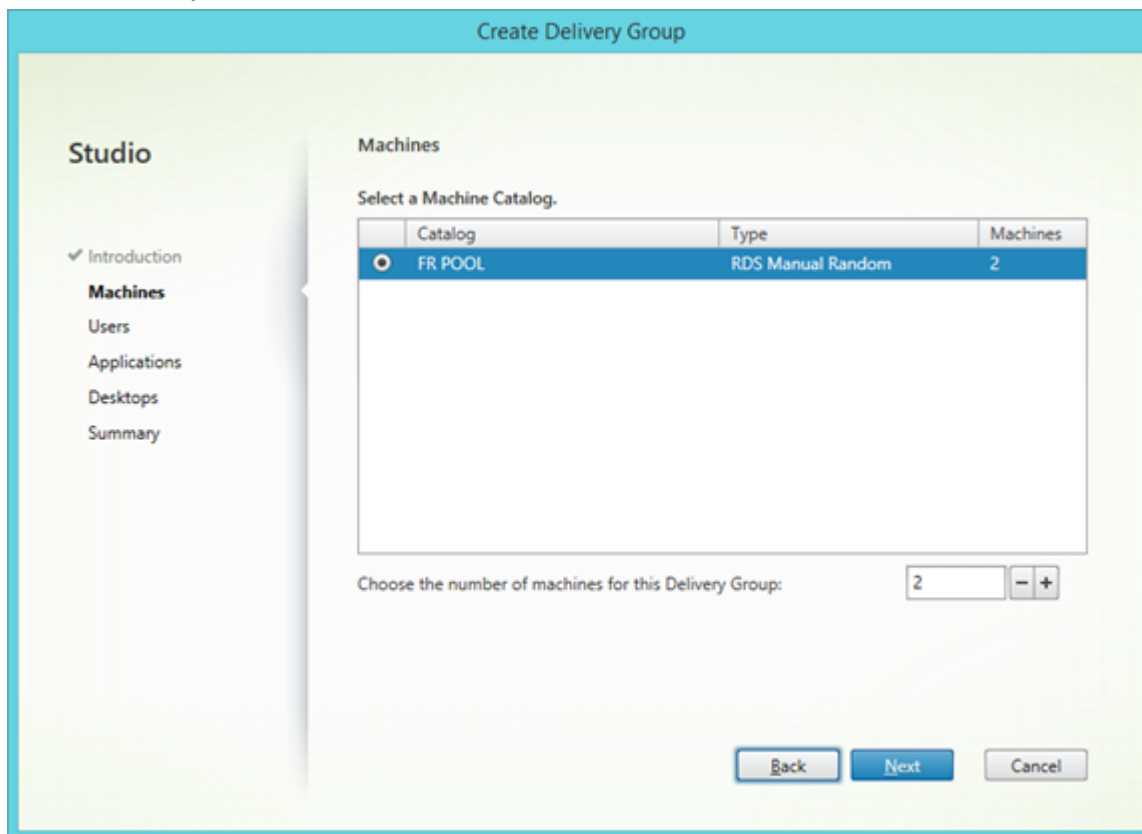 Create Delivery Group
Studio
✔ Introduction
Machines
Users
Applications
Desktops
Summary
Machines
Select a Machine Catalog.
Catalog Type Machines
FR POOL RDS Manual Random 2
Choose the number of machines for this Delivery Group: 2 − +
Back Next Cancel